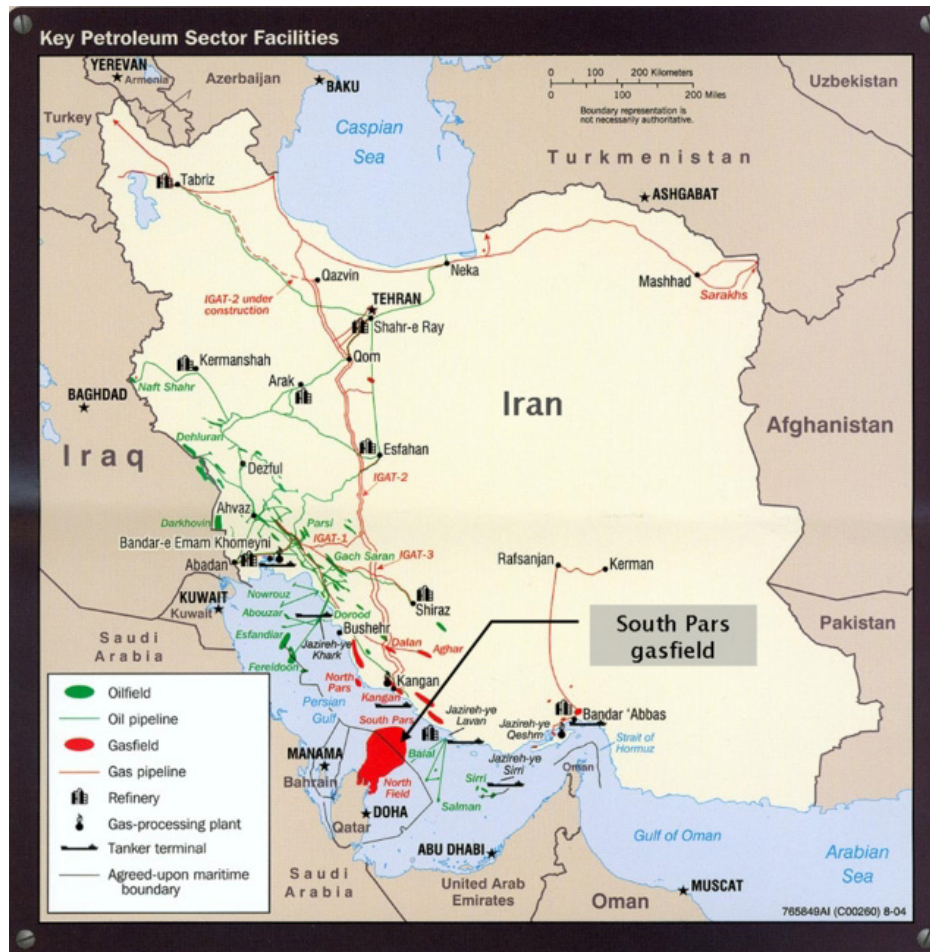 Key Petroleum Sector Facilities
YEREVAN
Armenia
Azerbaijan
BAKU
0 100 200 Kilometers
0 100 200 Miles
Boundary representation is
not necessarily authoritative.
Uzbekistan
Turkey
Caspian
Sea
Turkmenistan
Tabriz
ASHGABAT
Qazvin
Neka
Mashhad
Sarakhs
IGAT-2 under
construction
TEHRAN
Shahr-e Ray
Kermanshah
Qom
Arak
Naft Shahr
BAGHDAD
Iran
Afghanistan
Iraq
Dehluran
Esfahan
Dezful
IGAT-2
Ahvaz
Darkhovin
Parsi
Bandar-e Emam Khomeyni
IGAT-1
Gach Saran
IGAT-3
Abadan
Rafsanjan
Kerman
KUWAIT
Kuwait
Nowrouz
Shiraz
Abouzar
Dorood
Saudi
Arabia
Esfandiar
Jazireh-ye
Khark
Bushehr
South Pars
gasfield
Pakistan
Fereidoon
Dalan
Aghar
North
Pars
Kangan
Kangan
Oilfield
Oil pipeline
Gasfield
Gas pipeline
Refinery
Gas-processing plant
Tanker terminal
Agreed-upon maritime
boundary
Persian
Gulf
South Pars
Jazireh-ye
Lavan
Jazireh-ye
Qeshm
Bandar 'Abbas
Strait of
Hormuz
MANAMA
Bahrain
Balal
Jazireh-ye
Sirri
Oman
North
Field
Sirri
Salman
DOHA
Qatar
Gulf of Oman
Arabian
Sea
ABU DHABI
Saudi
Arabia
United Arab
Emirates
Oman
MUSCAT
765849AI (C00260) 8-04